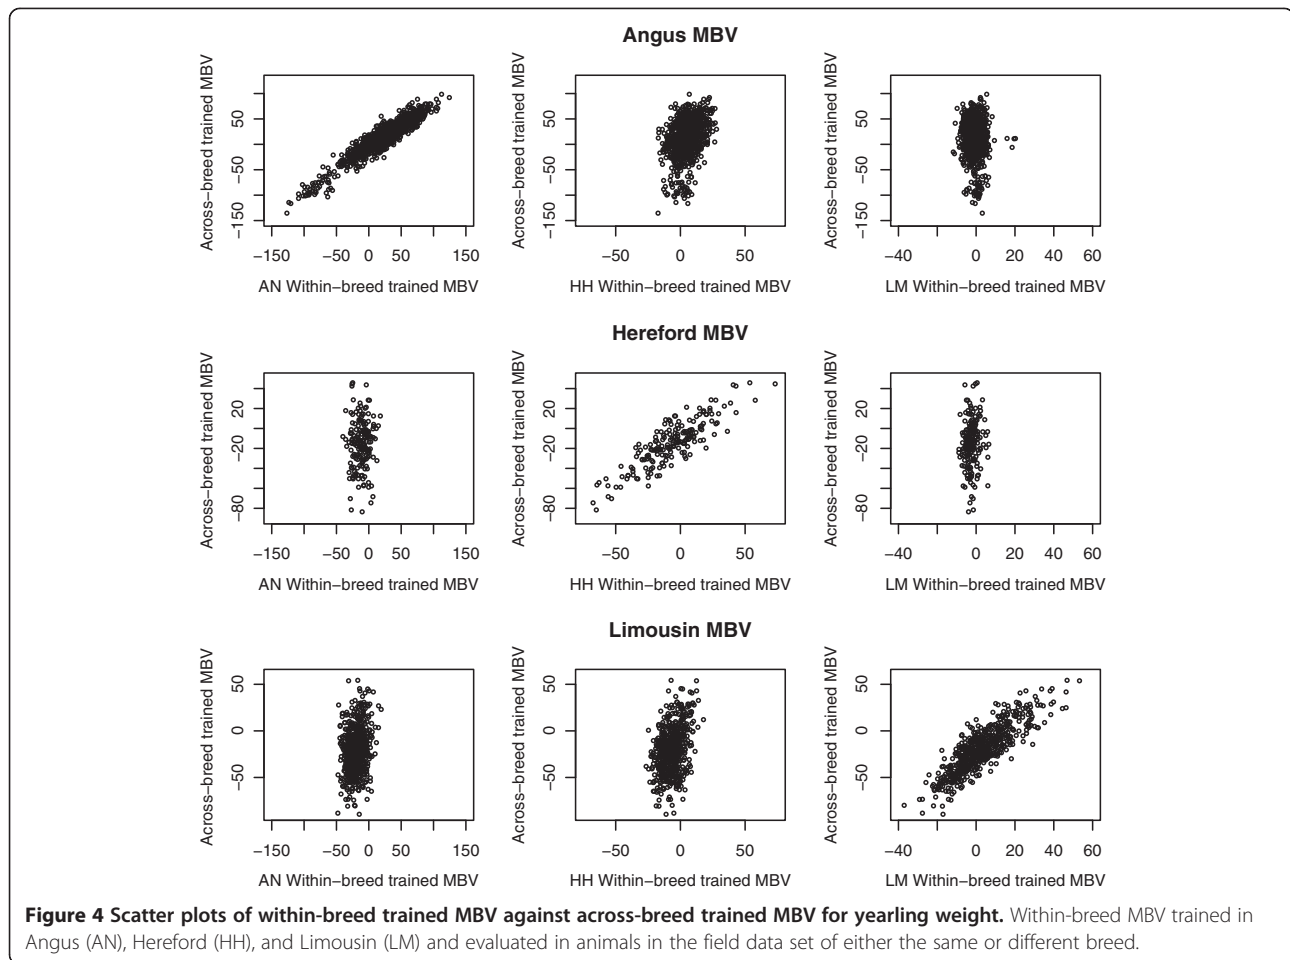 Angus MBV
Across−breed trained MBV
50
−50
−150
−150
−50
0
50
150
AN Within−breed trained MBV
Across−breed trained MBV
50
−50
−150
0
50
HH Within−breed trained MBV
Across−breed trained MBV
50
−50
−150
−40
0
20
40
60
LM Within−breed trained MBV
Hereford MBV
Across−breed trained MBV
20
−20
−80
−150
−50
0
50
150
AN Within−breed trained MBV
Across−breed trained MBV
20
−20
−80
−50
0
50
HH Within−breed trained MBV
Across−breed trained MBV
20
−20
−80
−40
0
20
40
60
LM Within−breed trained MBV
Limousin MBV
Across−breed trained MBV
50
0
−50
−150
−50
0
50
150
AN Within−breed trained MBV
Across−breed trained MBV
50
0
−50
0
50
HH Within−breed trained MBV
Across−breed trained MBV
50
0
−50
−40
0
20
40
60
LM Within−breed trained MBV
Figure 4 Scatter plots of within-breed trained MBV against across-breed trained MBV for yearling weight. Within-breed MBV trained in
Angus (AN), Hereford (HH), and Limousin (LM) and evaluated in animals in the field data set of either the same or different breed.